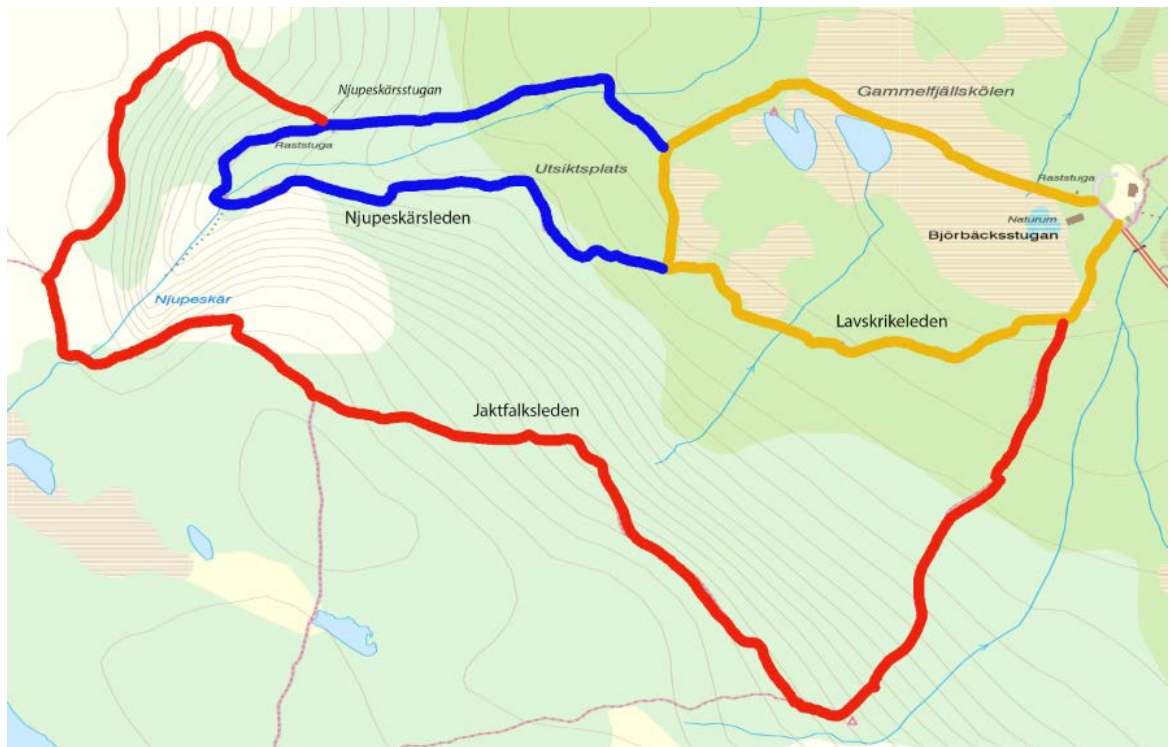 Njupeskärsstugan
Gammelfjällskölen
Raststuga
Utsiktsplats
Raststuga
Njupeskärsleden
Naturum
Björbäcksstugan
Njupeskär
Lavskrikeleden
Jaktfalksleden